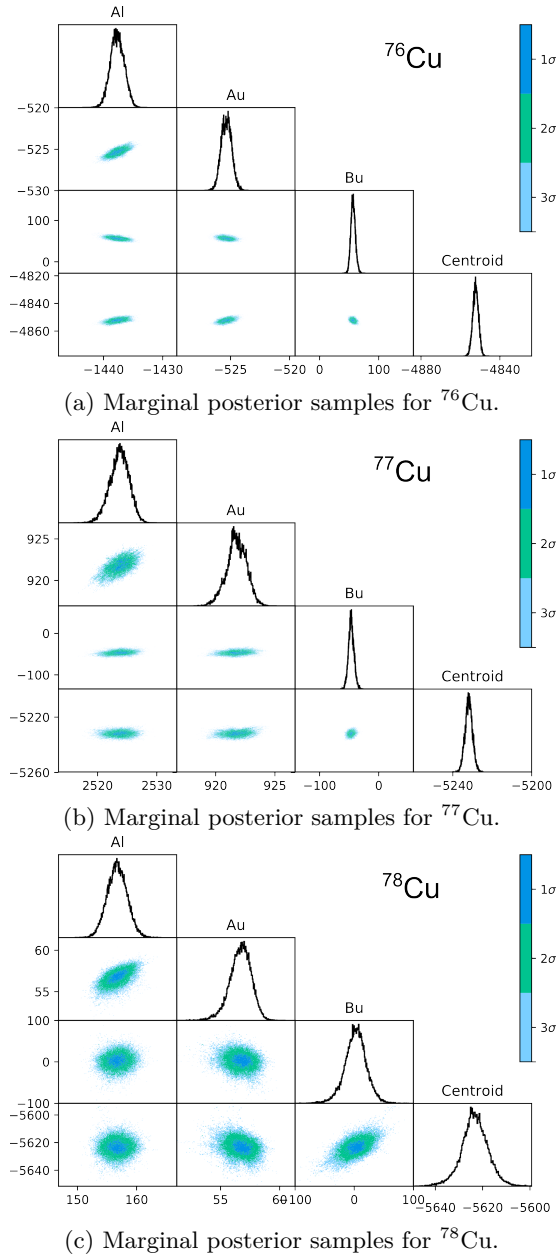 Al
⁷⁶Cu
1σ
−520
Au
2σ
−525
−530
Bu
3σ
100
0
Centroid
−4820
−4840
−4860
−1440 −1430 −525 −520 0 100 −4880 −4840
(a) Marginal posterior samples for ⁷⁶Cu.
Al
⁷⁷Cu
1σ
925
Au
2σ
920
Bu
3σ
0
−100
Centroid
−5220
−5260
2520 2530 920 925 −100 0 −5240 −5200
(b) Marginal posterior samples for ⁷⁷Cu.
Al
⁷⁸Cu
1σ
60
Au
2σ
55
100
Bu
3σ
0
−100
Centroid
−5600
−5620
−5640
150 160 55 60 −100 0 100 −5640 −5620 −5600
(c) Marginal posterior samples for ⁷⁸Cu.